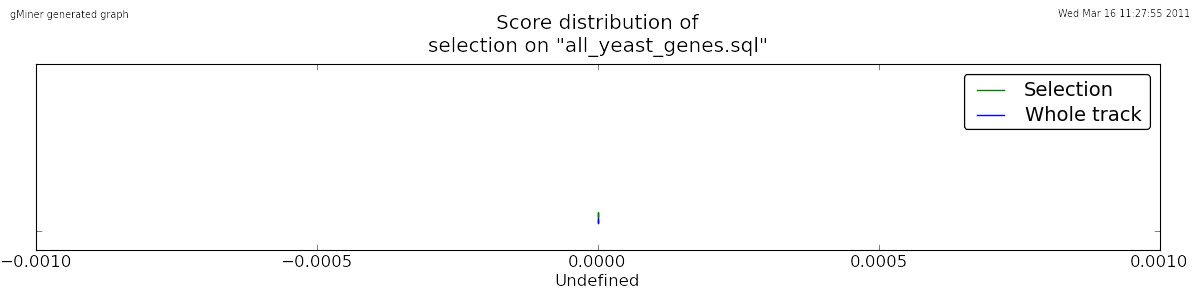 gMiner generated graph
Wed Mar 16 11:27:55 2011
Score distribution of
selection on "all_yeast_genes.sql"
Selection
Whole track
−0.0010 −0.0005 0.0000 0.0005 0.0010
Undefined